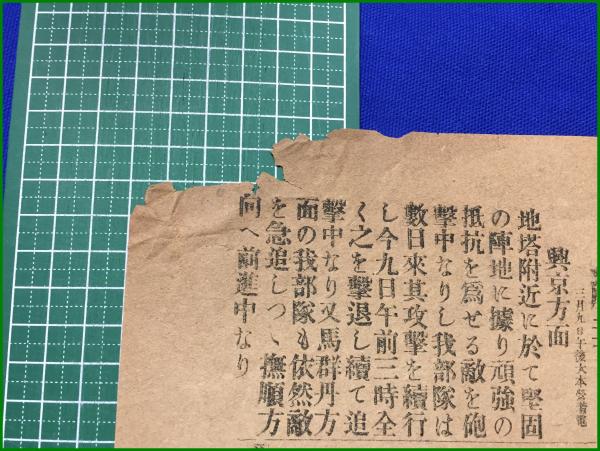 興京方面
三月九日午後大本營着電
地塔附近に於て堅固
の陣地に據り頑強の
抵抗を爲せる敵を砲
擊中なりし我部隊は
數日來其攻擊を續行
し今九日午前三時全
く之を擊退し續て追
擊中なり又馬群丹方
面の我部隊も依然敵
を急追しつゝ撫順方
向へ前進中なり